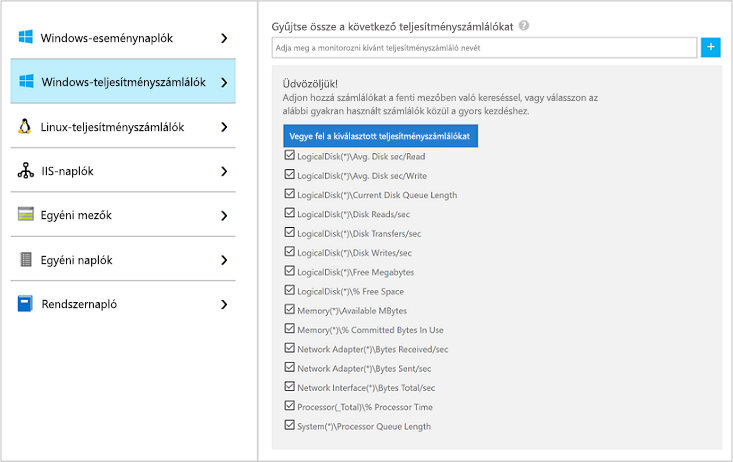 Windows-eseménynaplók
Windows-teljesítményszámlálók
Linux-teljesítményszámlálók
IIS-naplók
Egyéni mezők
Egyéni naplók
Rendszernapló
Gyűjtse össze a következő teljesítményszámlálókat ?
Adja meg a monitorozni kívánt teljesítményszámláló nevét
+
Üdvözöljük!
Adjon hozzá számlálókat a fenti mezőben való kereséssel, vagy válasszon az
alábbi gyakran használt számlálók közül a gyors kezdéshez.
Vegye fel a kiválasztott teljesítményszámlálókat
LogicalDisk(*)\Avg. Disk sec/Read
LogicalDisk(*)\Avg. Disk sec/Write
LogicalDisk(*)\Current Disk Queue Length
LogicalDisk(*)\Disk Reads/sec
LogicalDisk(*)\Disk Transfers/sec
LogicalDisk(*)\Disk Writes/sec
LogicalDisk(*)\Free Megabytes
LogicalDisk(*)\% Free Space
Memory(*)\Available MBytes
Memory(*)\% Committed Bytes In Use
Network Adapter(*)\Bytes Received/sec
Network Adapter(*)\Bytes Sent/sec
Network Interface(*)\Bytes Total/sec
Processor(_Total)\% Processor Time
System(*)\Processor Queue Length